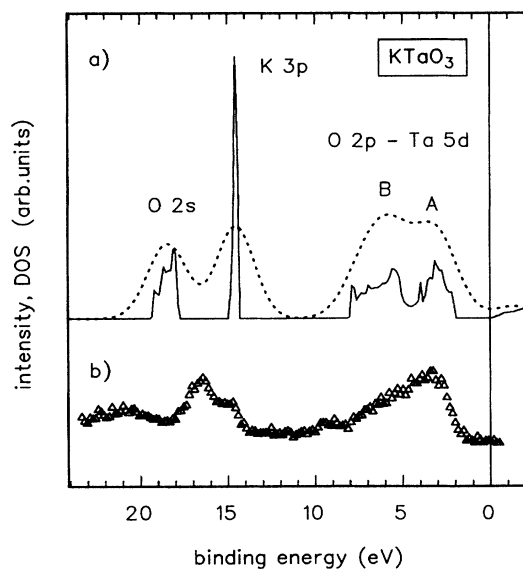 a)
K 3p
KTaO₃
O 2p – Ta 5d
B
A
O 2s
b)
intensity, DOS (arb.units)
20
15
10
5
0
binding energy (eV)